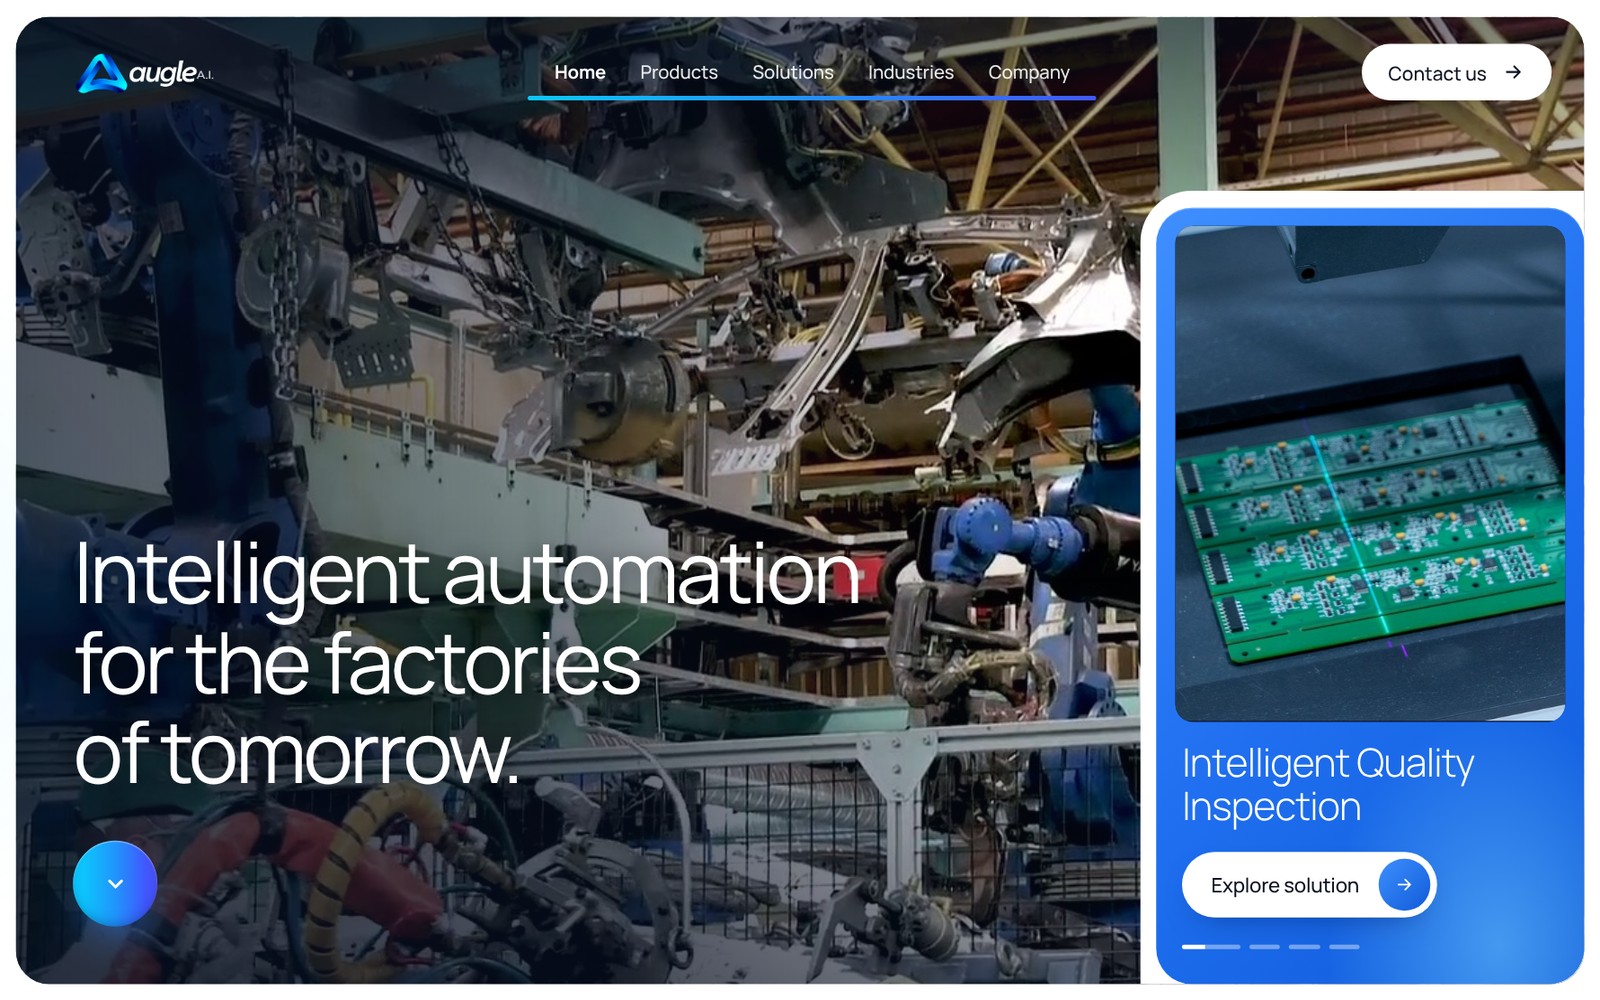 augle A.I.
Home Products Solutions Industries Company
Contact us
Intelligent automation
for the factories
of tomorrow.
Intelligent Quality
Inspection
Explore solution